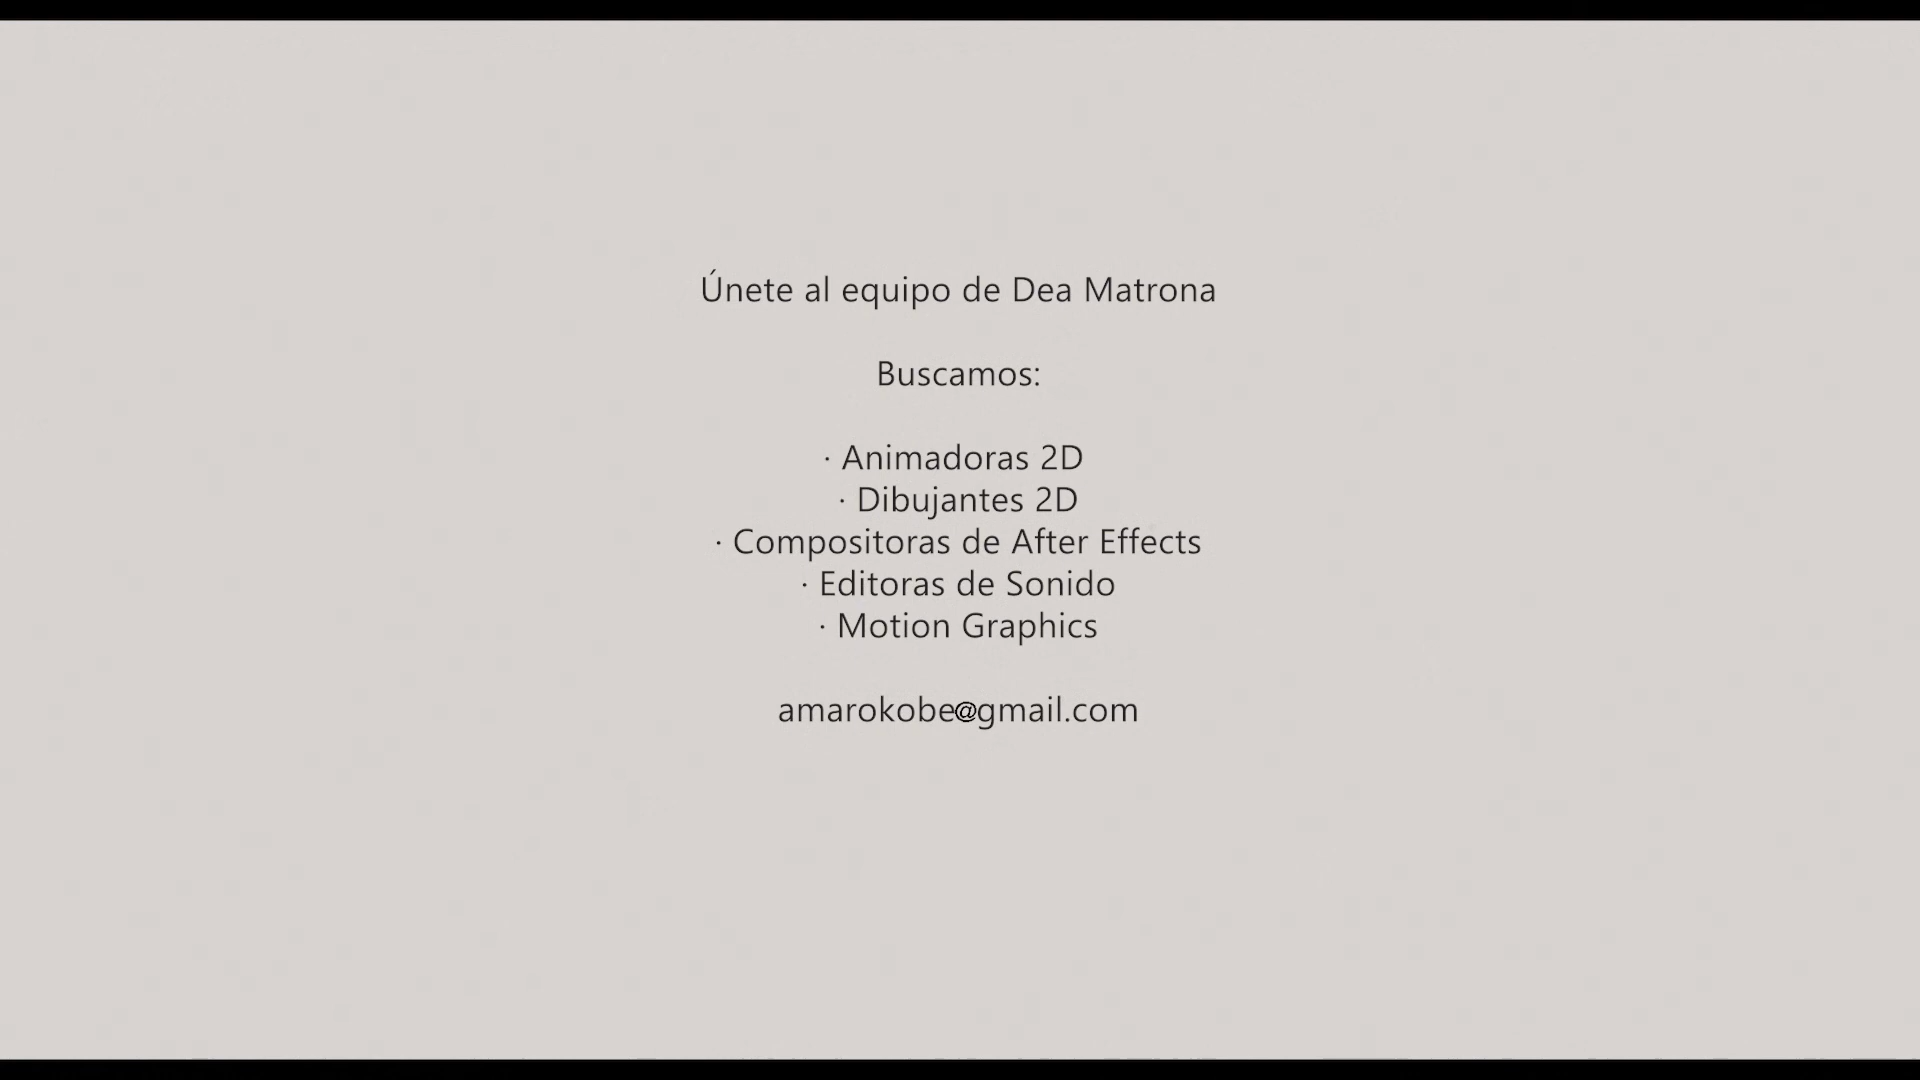 Únete al equipo de Dea Matrona
Buscamos:
· Animadoras 2D
· Dibujantes 2D
· Compositoras de After Effects
· Editoras de Sonido
· Motion Graphics
amarokobe@gmail.com